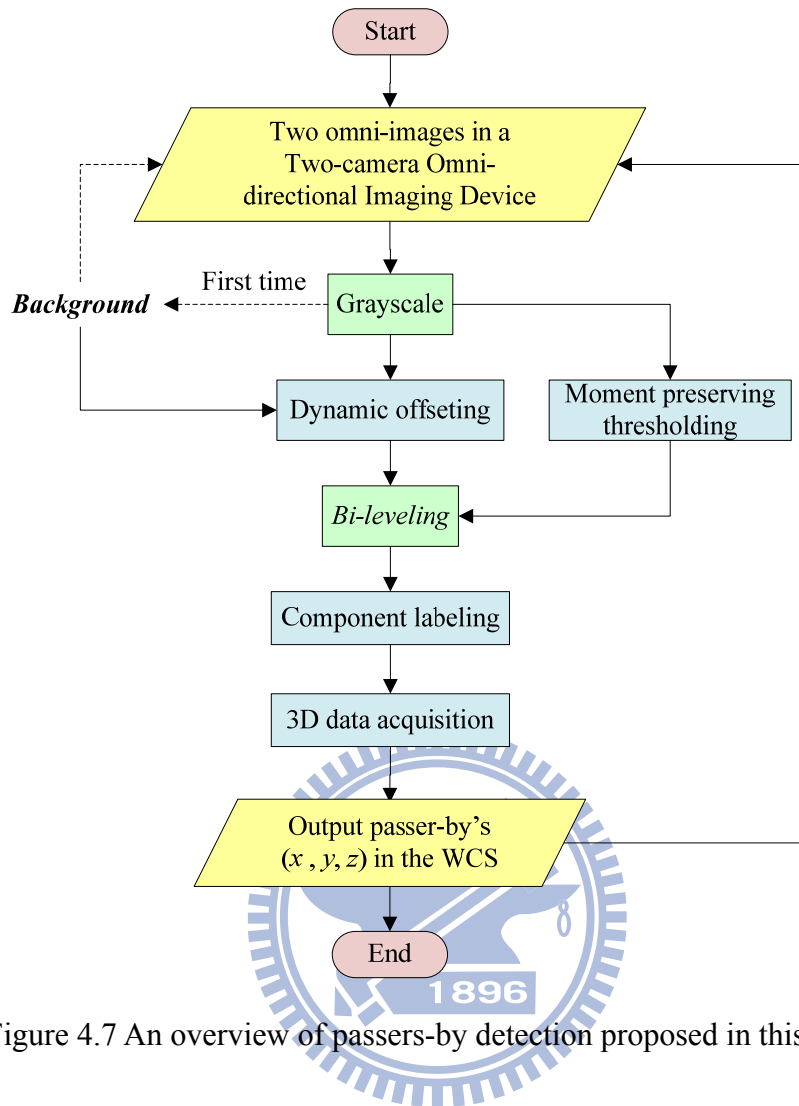 Start
Two omni-images in a
Two-camera Omni-
directional Imaging Device
First time
Background
Grayscale
Dynamic offseting
Moment preserving
thresholding
Bi-leveling
Component labeling
3D data acquisition
Output passer-by's
(x , y, z) in the WCS
End
1896
igure 4.7 An overview of passers-by detection proposed in this